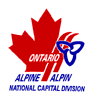 ONTARIO
ALPINE ALPIN
NATIONAL CAPITAL DIVISION